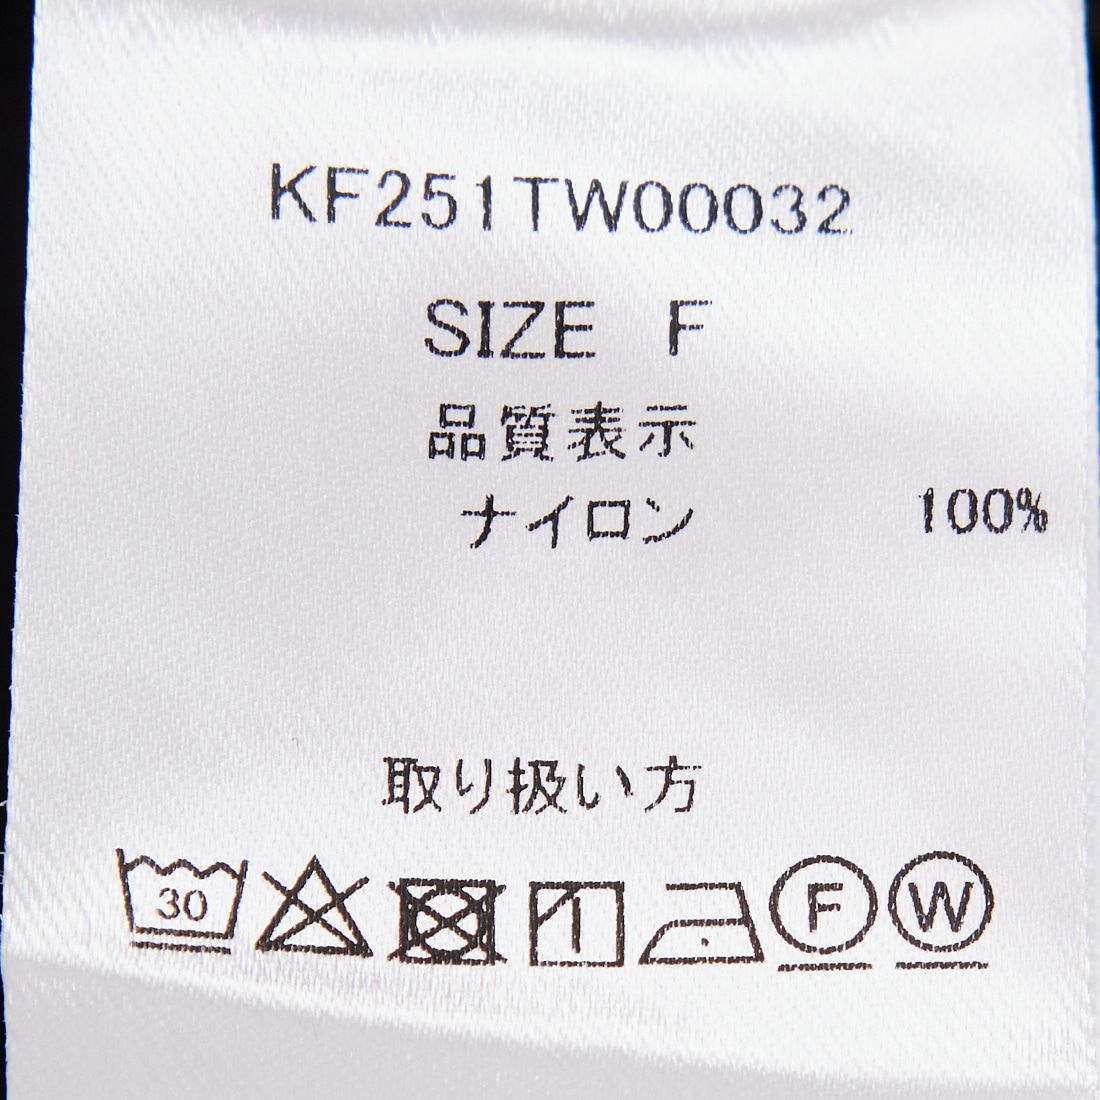 KF251TW00032
SIZE F
品質表示
ナイロン 100%
取り扱い方
30 F W